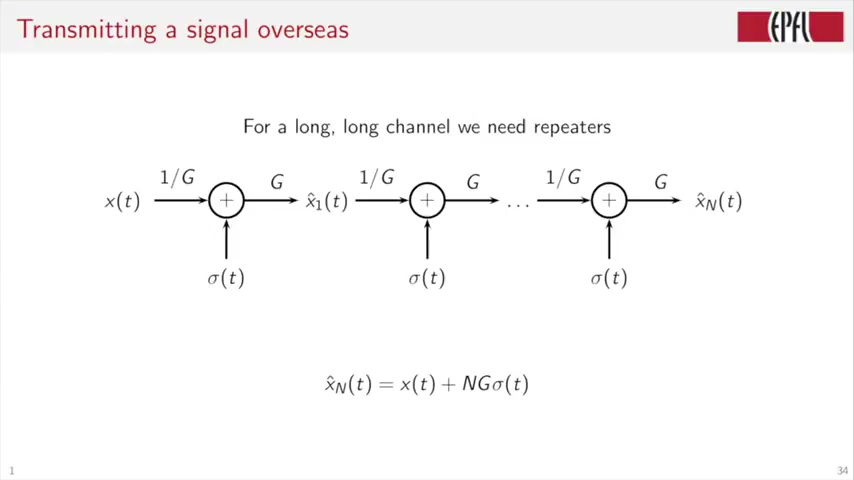 Transmitting a signal overseas
EPFL
For a long, long channel we need repeaters
1/G G 1/G G 1/G G
x(t) + x̂₁(t) + ... + x̂_N(t)
σ(t) σ(t) σ(t)
x̂_N(t) = x(t) + NGσ(t)
1 34